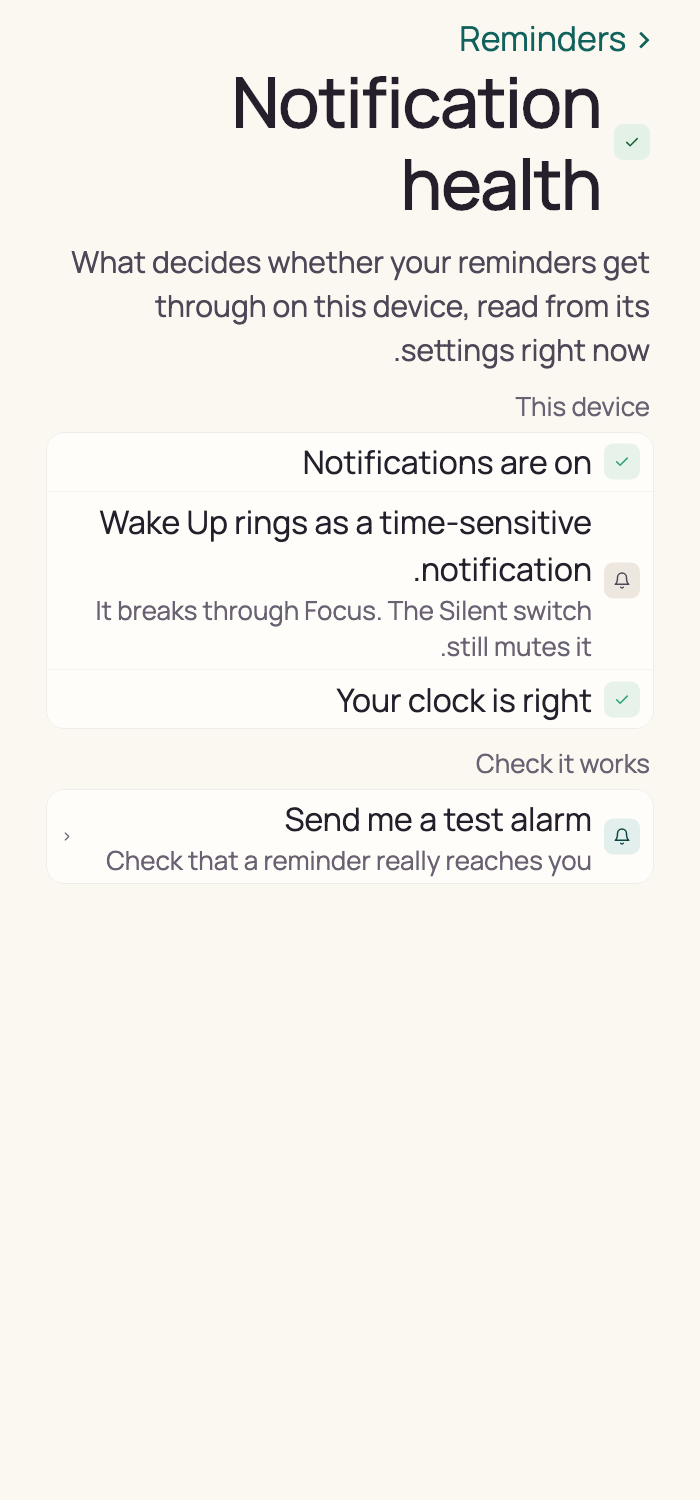 Reminders
Notification
health
What decides whether your reminders get
through on this device, read from its
.settings right now
This device
Notifications are on
Wake Up rings as a time-sensitive
.notification
It breaks through Focus. The Silent switch
.still mutes it
Your clock is right
Check it works
Send me a test alarm
Check that a reminder really reaches you